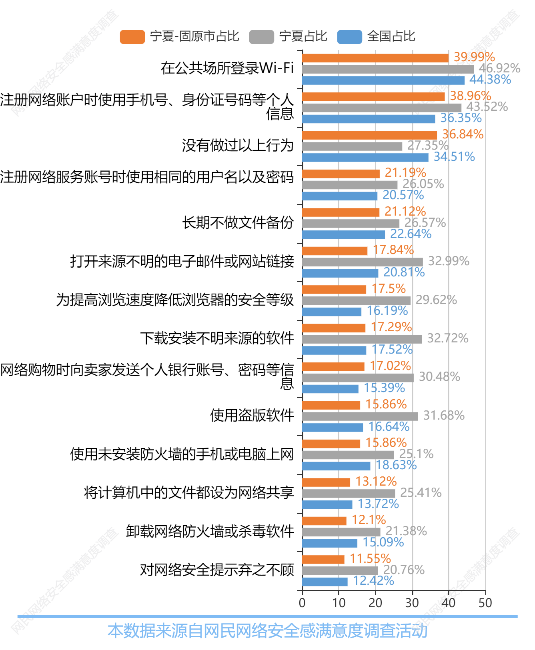 宁夏-固原市占比 宁夏占比 全国占比
在公共场所登录Wi-Fi 39.99% 46.92% 44.38%
注册网络账户时使用手机号、身份证号码等个人
信息 38.96% 43.52% 36.35%
没有做过以上行为 36.84% 27.35% 34.51%
注册网络服务账号时使用相同的用户名以及密码 21.19% 26.05% 20.57%
长期不做文件备份 21.12% 26.57% 22.64%
打开来源不明的电子邮件或网站链接 17.84% 32.99% 20.81%
为提高浏览速度降低浏览器的安全等级 17.5% 29.62% 16.19%
下载安装不明来源的软件 17.29% 32.72% 17.52%
网络购物时向卖家发送个人银行账号、密码等信
息 17.02% 30.48% 15.39%
使用盗版软件 15.86% 31.68% 16.64%
使用未安装防火墙的手机或电脑上网 15.86% 25.1% 18.63%
将计算机中的文件都设为网络共享 13.12% 25.41% 13.72%
卸载网络防火墙或杀毒软件 12.1% 21.38% 15.09%
对网络安全提示弃之不顾 11.55% 20.76% 12.42%
0 10 20 30 40 50
本数据来源自网民网络安全感满意度调查活动